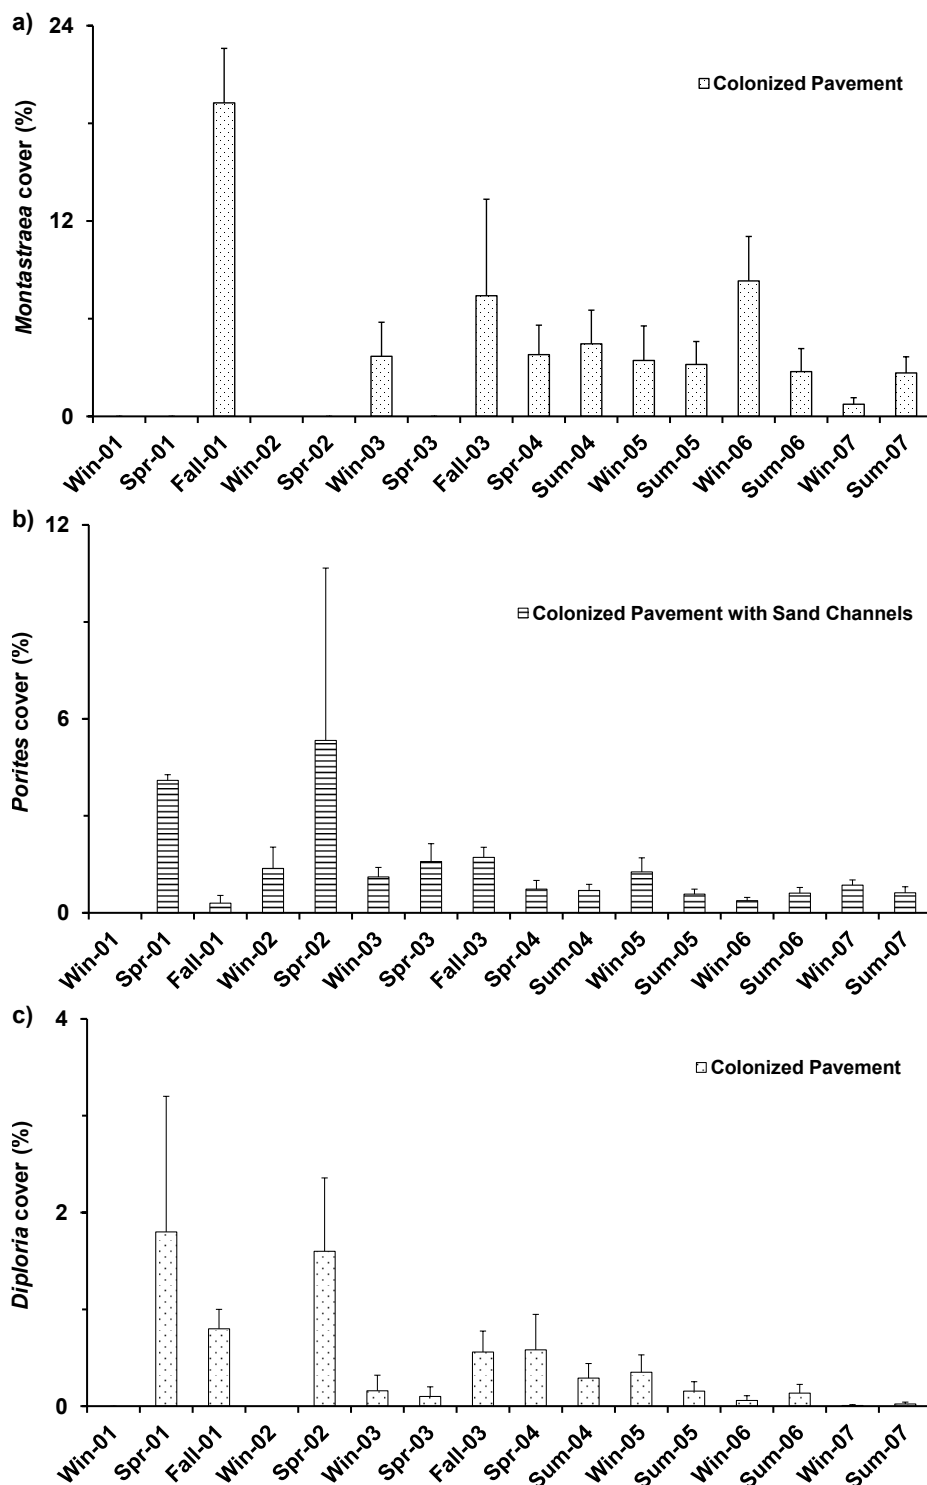 a)
24
12
0
Montastraea cover (%)
Colonized Pavement
Win-01 Spr-01 Fall-01 Win-02 Spr-02 Win-03 Spr-03 Fall-03 Spr-04 Sum-04 Win-05 Sum-05 Win-06 Sum-06 Win-07 Sum-07
b)
12
6
0
Porites cover (%)
Colonized Pavement with Sand Channels
Win-01 Spr-01 Fall-01 Win-02 Spr-02 Win-03 Spr-03 Fall-03 Spr-04 Sum-04 Win-05 Sum-05 Win-06 Sum-06 Win-07 Sum-07
c)
4
2
0
Diploria cover (%)
Colonized Pavement
Win-01 Spr-01 Fall-01 Win-02 Spr-02 Win-03 Spr-03 Fall-03 Spr-04 Sum-04 Win-05 Sum-05 Win-06 Sum-06 Win-07 Sum-07